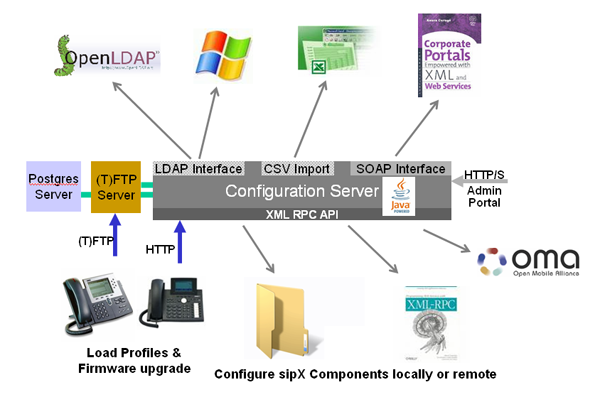 OpenLDAP
Corporate
Portals
Empowered with
XML and
Web Services
LDAP Interface
CSV Import
SOAP Interface
Postgres
Server
(T)FTP
Server
Configuration Server
Java
POWERED
XML RPC API
HTTP/S
Admin
Portal
(T)FTP
HTTP
oma
Open Mobile Alliance
XML-RPC
Load Profiles &
Firmware upgrade
Configure sipX Components locally or remote